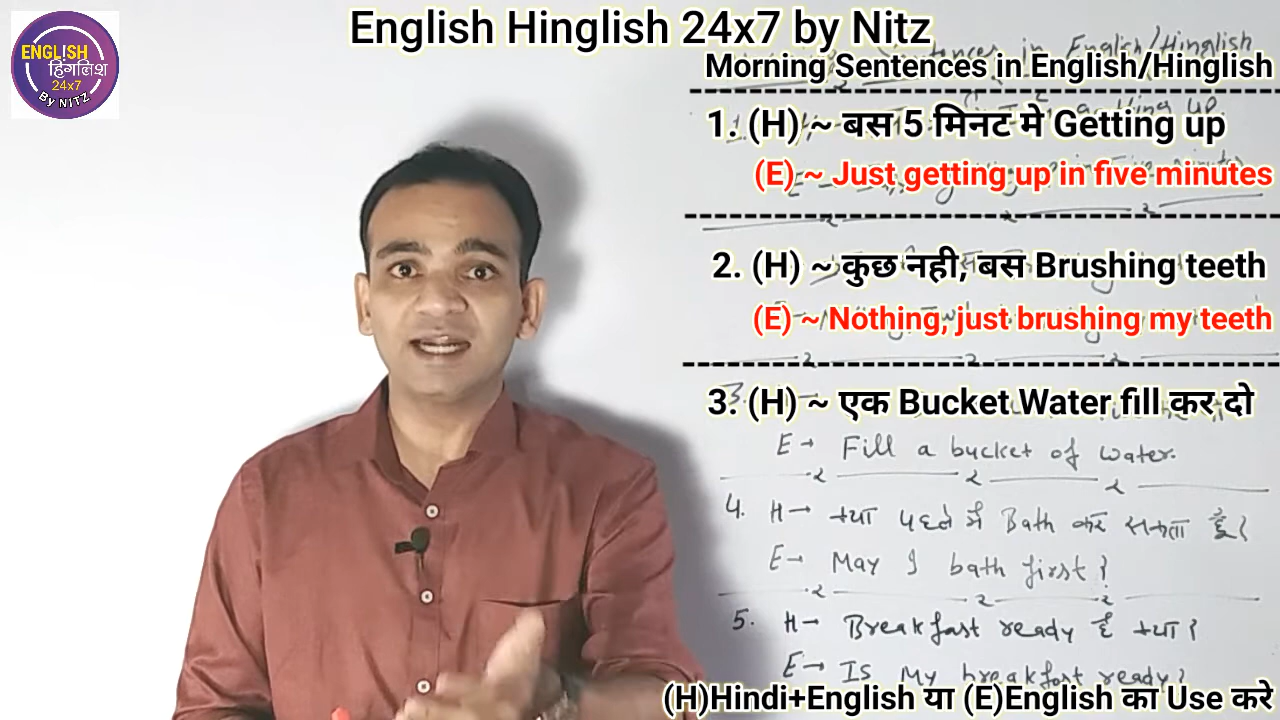 English Hinglish 24x7 by Nitz
ENGLISH
हिंगलिश
24x7
By NITZ
Morning Sentences in English/Hinglish
1. (H) ~ बस 5 मिनट मे Getting up
(E) ~ Just getting up in five minutes
2. (H) ~ कुछ नही, बस Brushing teeth
(E) ~ Nothing, just brushing my teeth
3. (H) ~ एक Bucket Water fill कर दो
E → Fill a bucket of water.
4. H → क्या पहले मैं Bath कर सकता हूँ?
E → May I bath first?
5. H → Breakfast ready है क्या?
E → Is My breakfast ready?
(H)Hindi+English या (E)English का Use करे